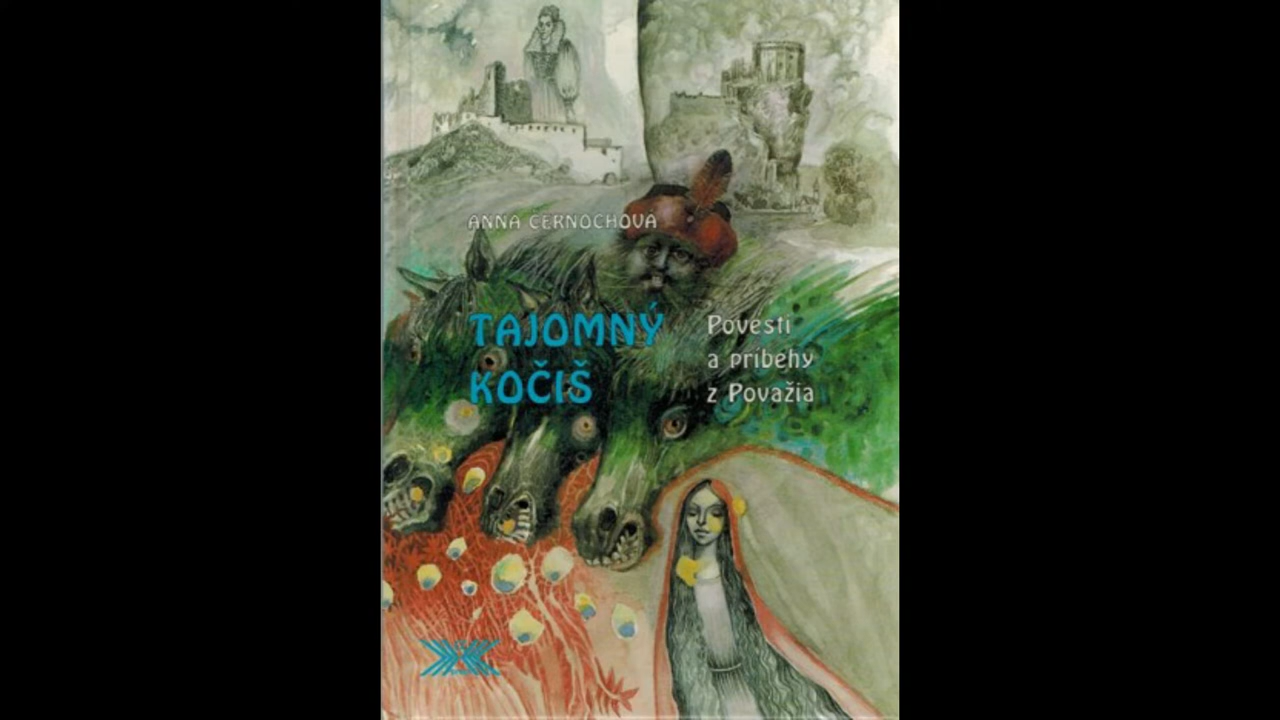 ANNA ČERNOCHOVÁ
TAJOMNÝ
KOČIŠ
Povesti
a príbehy
z Považia